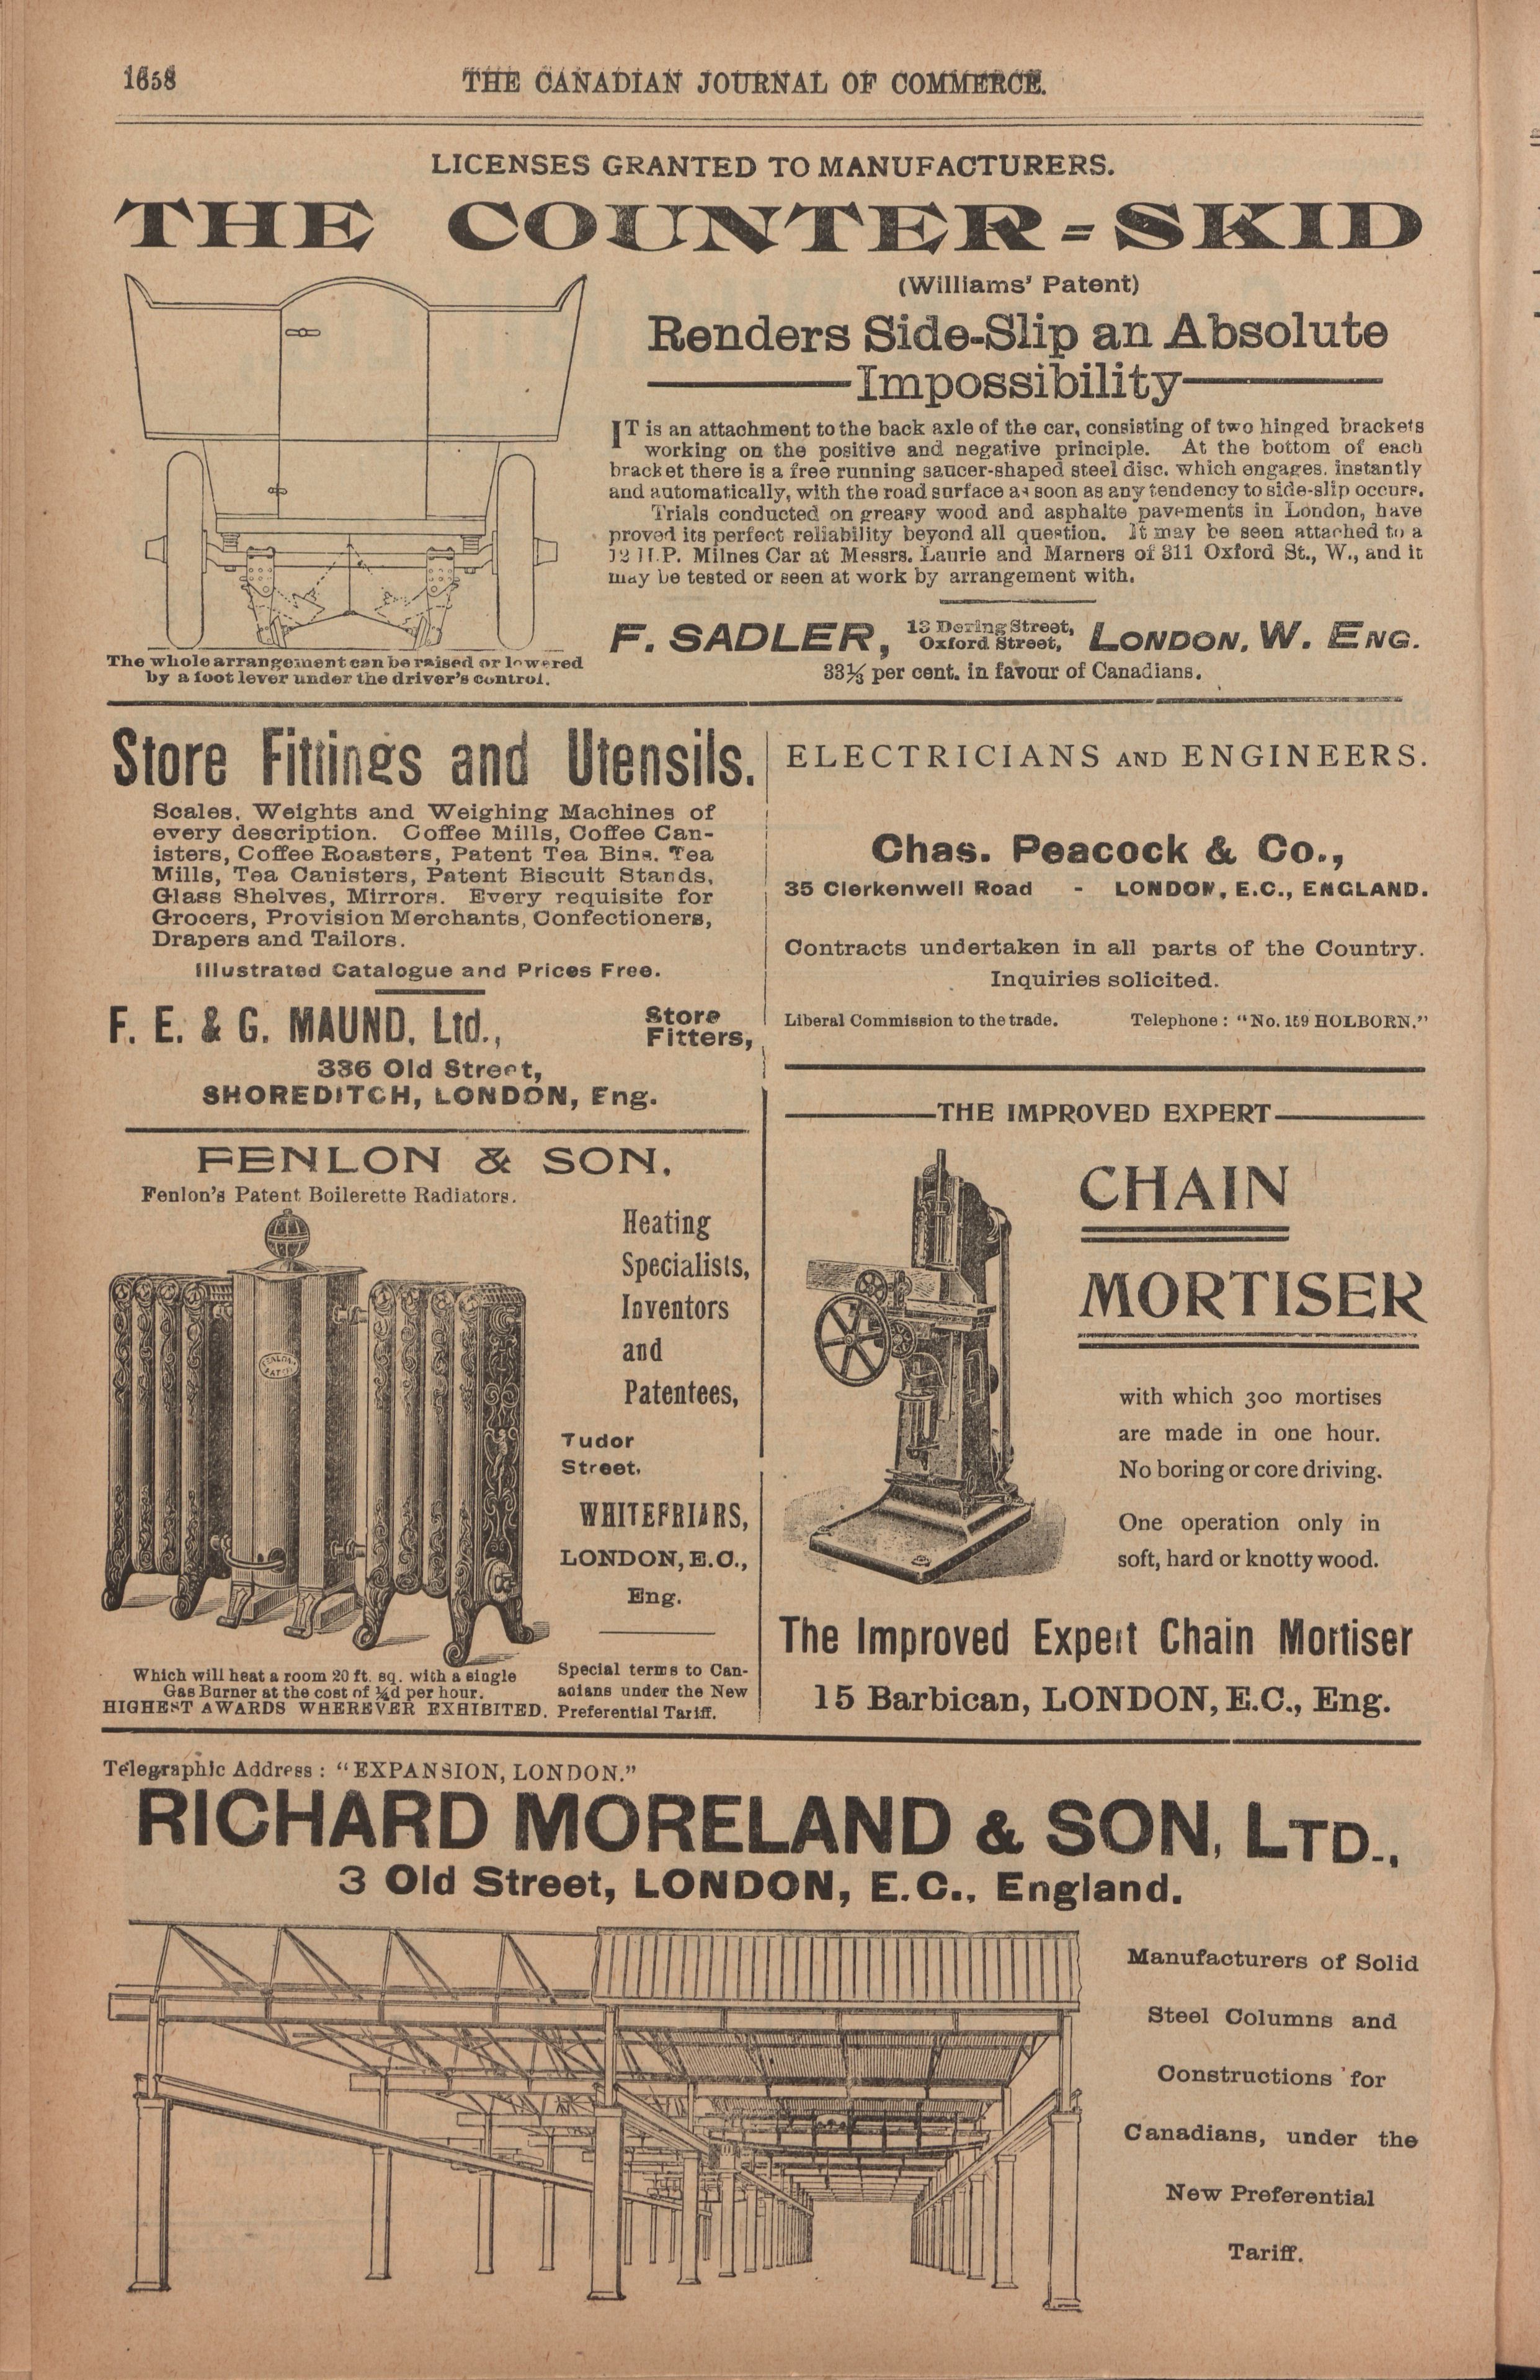 1658
THE CANADIAN JOURNAL OF COMMERCE.
LICENSES GRANTED TO MANUFACTURERS.
THE COUNTER-SKID
(Williams' Patent)
Renders Side-Slip an Absolute
Impossibility
IT is an attachment to the back axle of the car, consisting of two hinged brackets
working on the positive and negative principle. At the bottom of each
bracket there is a free running saucer-shaped steel disc, which engages, instantly
and automatically, with the road surface as soon as any tendency to side-slip occurs.
Trials conducted on greasy wood and asphalte pavements in London, have
proved its perfect reliability beyond all question. It may be seen attached to a
12 H.P. Milnes Car at Messrs. Laurie and Marners of 311 Oxford St., W., and it
may be tested or seen at work by arrangement with.
F. SADLER, 13 Dering Street, Oxford Street, LONDON, W. ENG.
33⅓ per cent. in favour of Canadians.
The whole arrangement can be raised or lowered
by a foot lever under the driver's control.
Store Fittings and Utensils.
Scales, Weights and Weighing Machines of
every description. Coffee Mills, Coffee Can-
isters, Coffee Roasters, Patent Tea Bins, Tea
Mills, Tea Canisters, Patent Biscuit Stands,
Glass Shelves, Mirrors. Every requisite for
Grocers, Provision Merchants, Confectioners,
Drapers and Tailors.
Illustrated Catalogue and Prices Free.
F. E. & G. MAUND, Ltd., Store Fitters,
336 Old Street,
SHOREDITCH, LONDON, Eng.
ELECTRICIANS AND ENGINEERS.
Chas. Peacock & Co.,
35 Clerkenwell Road - LONDON, E.C., ENGLAND.
Contracts undertaken in all parts of the Country.
Inquiries solicited.
Liberal Commission to the trade. Telephone: "No. 159 HOLBORN."
FENLON & SON,
Fenlon's Patent Boilerette Radiators.
Heating
Specialists,
Inventors
and
Patentees,
Tudor
Street,
WHITEFRIARS,
LONDON, E.C.,
Eng.
FENLON
PATENT
Which will heat a room 20 ft. sq. with a single
Gas Burner at the cost of ¼d per hour.
HIGHEST AWARDS WHEREVER EXHIBITED.
Special terms to Can-
adians under the New
Preferential Tariff.
THE IMPROVED EXPERT
CHAIN
MORTISER
with which 300 mortises
are made in one hour.
No boring or core driving.
One operation only in
soft, hard or knotty wood.
The Improved Expert Chain Mortiser
15 Barbican, LONDON, E.C., Eng.
Telegraphic Address: "EXPANSION, LONDON."
RICHARD MORELAND & SON, LTD.,
3 Old Street, LONDON, E.C., England.
Manufacturers of Solid
Steel Columns and
Constructions for
Canadians, under the
New Preferential
Tariff.